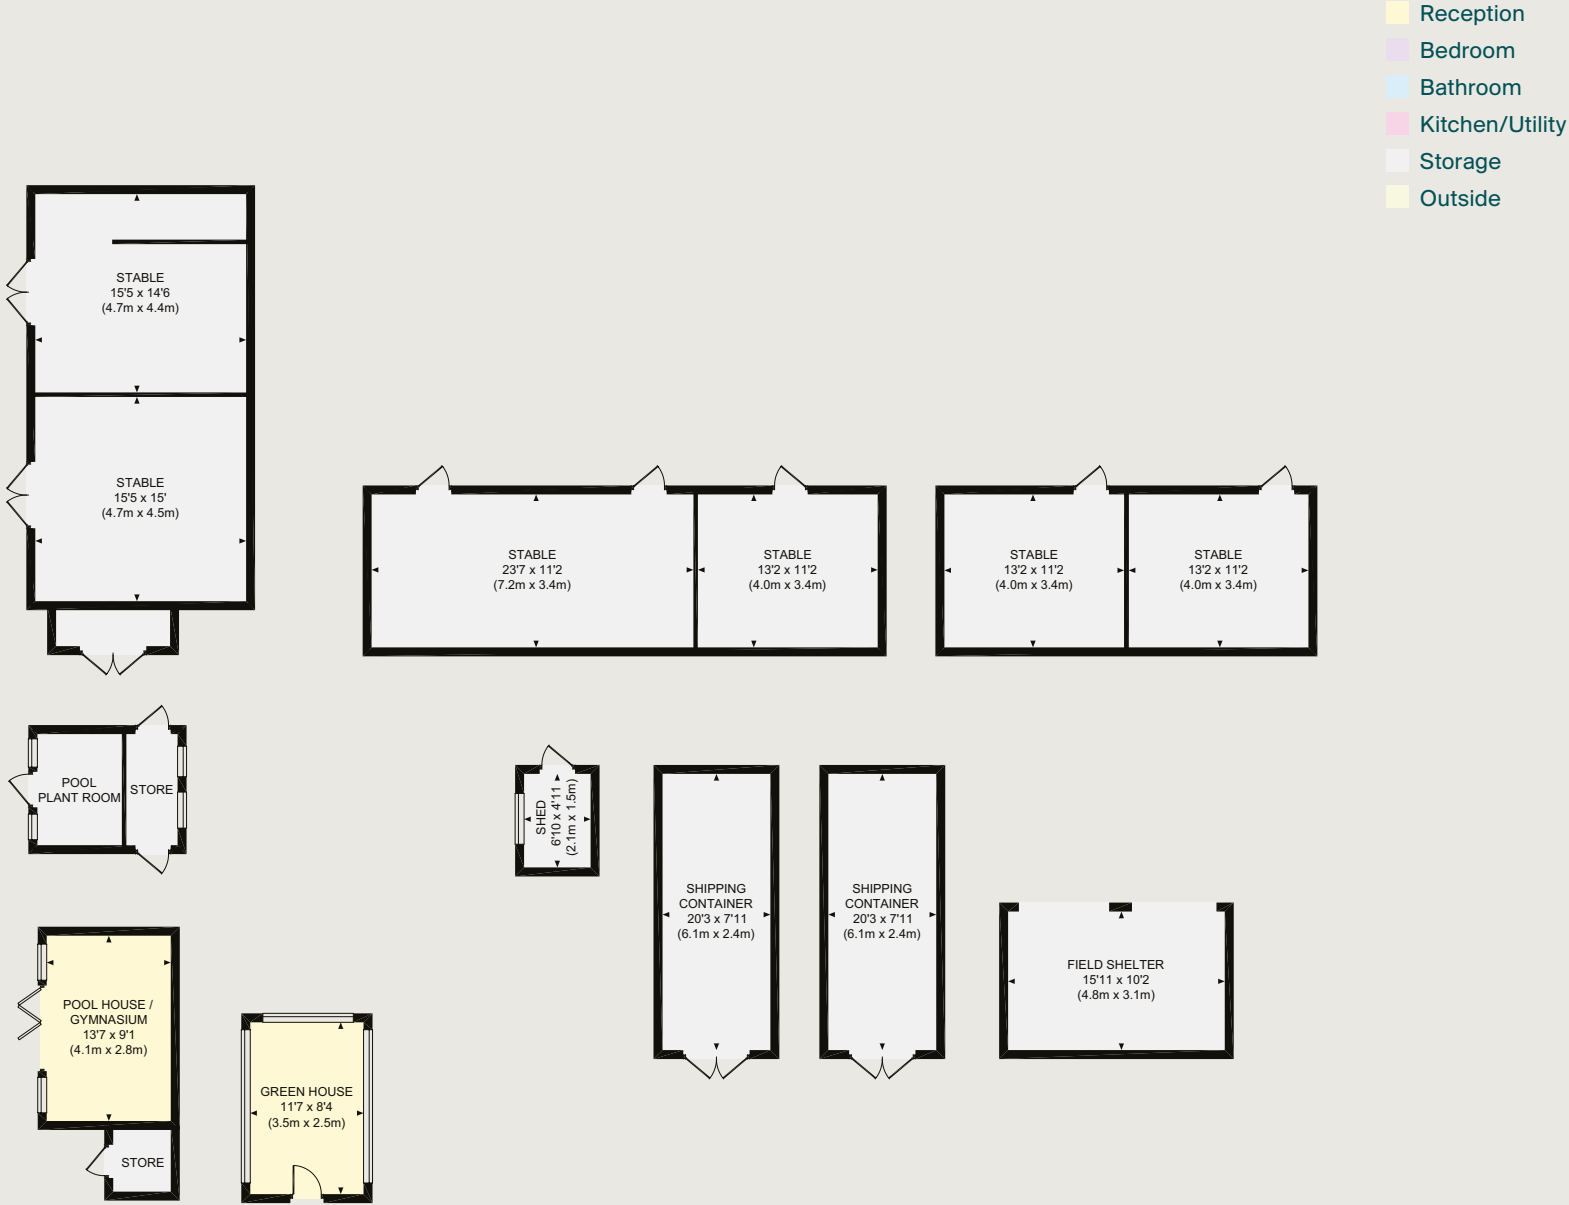 Reception
Bedroom
Bathroom
Kitchen/Utility
Storage
Outside
STABLE
15'5 x 14'6
(4.7m x 4.4m)
STABLE
15'5 x 15'
(4.7m x 4.5m)
STABLE
23'7 x 11'2
(7.2m x 3.4m)
STABLE
13'2 x 11'2
(4.0m x 3.4m)
STABLE
13'2 x 11'2
(4.0m x 3.4m)
STABLE
13'2 x 11'2
(4.0m x 3.4m)
POOL
PLANT ROOM
STORE
SHED
6'10 x 4'11
(2.1m x 1.5m)
SHIPPING
CONTAINER
20'3 x 7'11
(6.1m x 2.4m)
SHIPPING
CONTAINER
20'3 x 7'11
(6.1m x 2.4m)
FIELD SHELTER
15'11 x 10'2
(4.8m x 3.1m)
POOL HOUSE /
GYMNASIUM
13'7 x 9'1
(4.1m x 2.8m)
STORE
GREEN HOUSE
11'7 x 8'4
(3.5m x 2.5m)